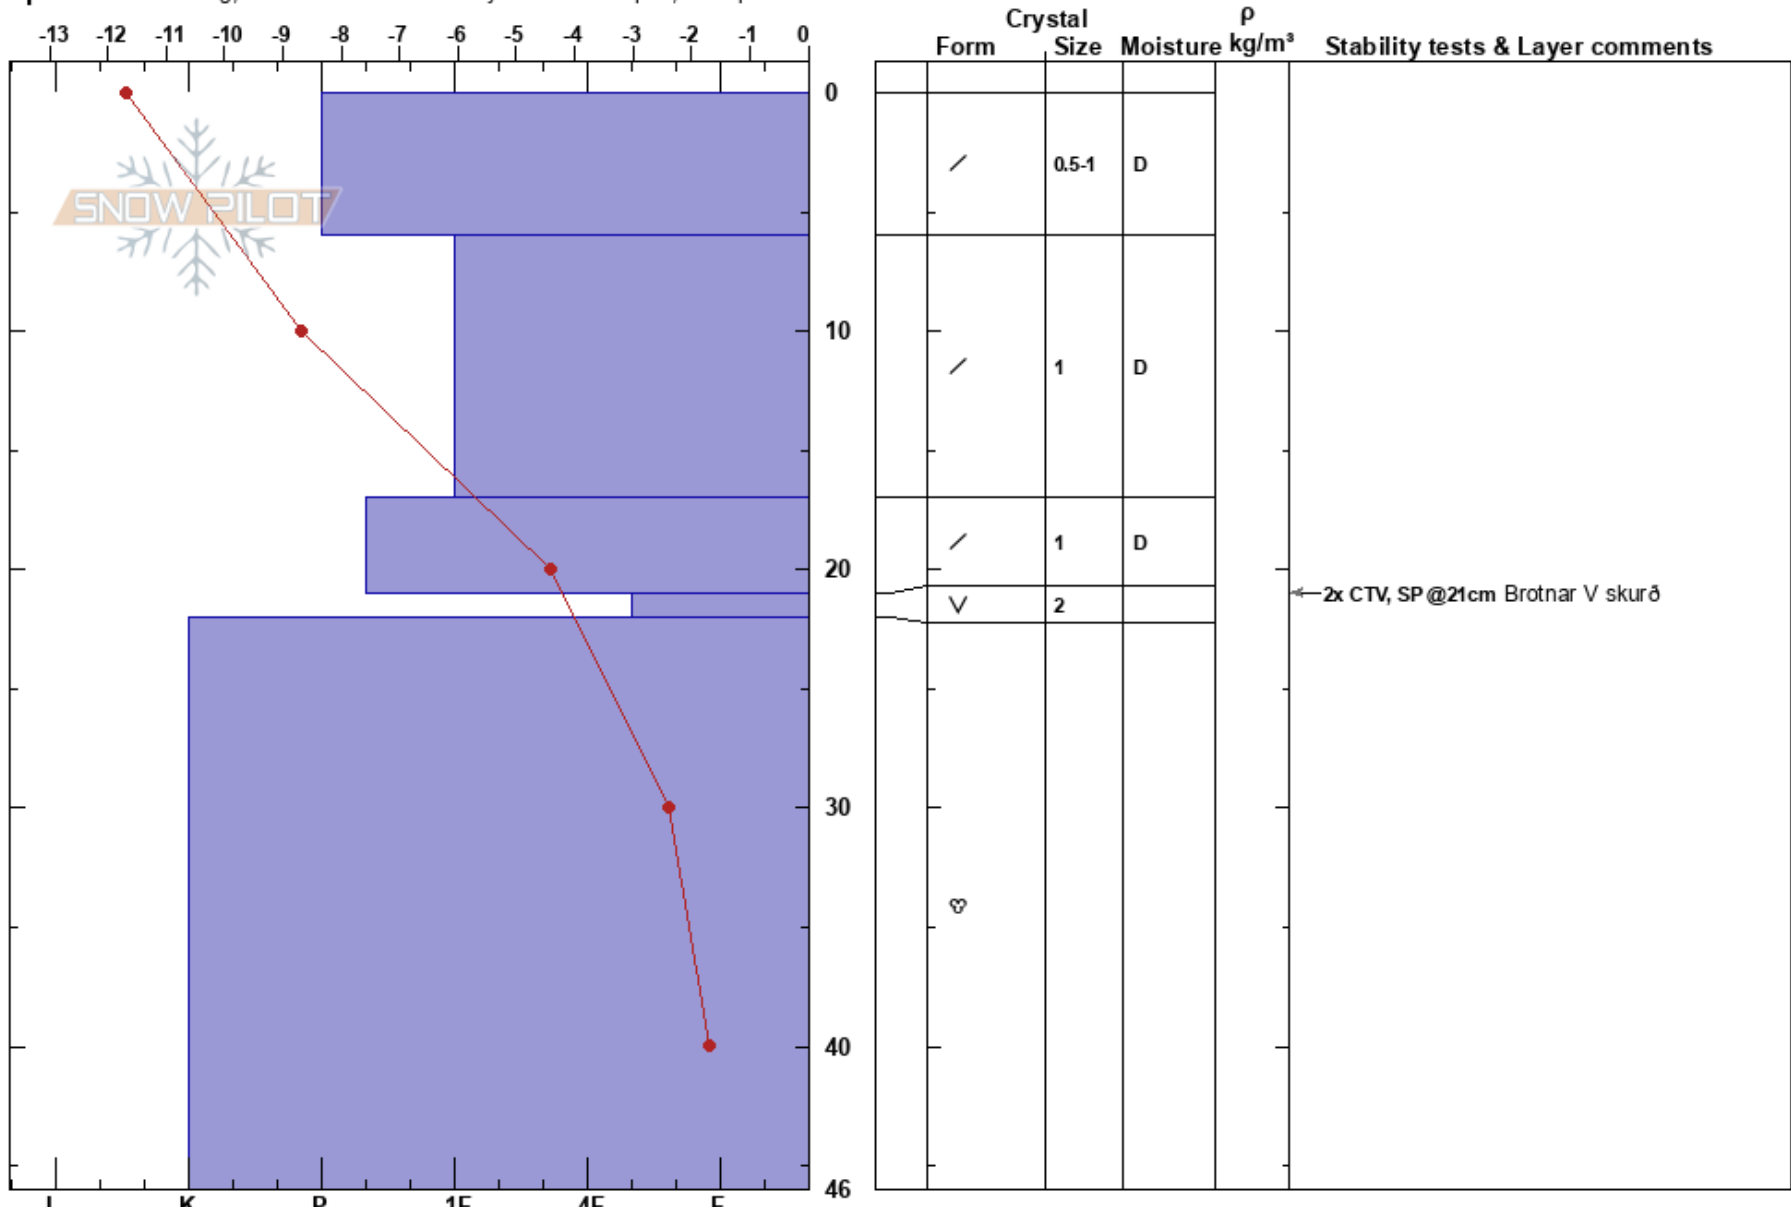 Crystal ρ
-13 -12 -11 -10 -9 -8 -7 -6 -5 -4 -3 -2 -1 0 Form Size Moisture kg/m³ Stability tests & Layer comments
0
0.5-1 D
SNOW PILOT
10
1 D
1 D
20
2x CTV, SP @21cm Brotnar V skurð
2
30
40
46
I K P 1F 4F F